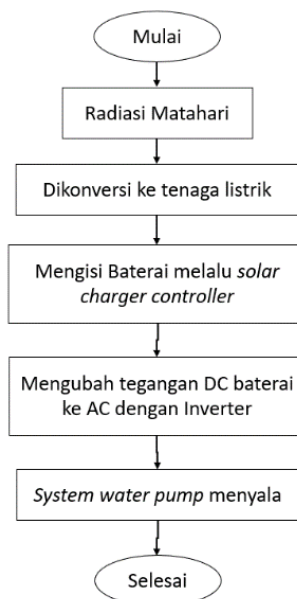 Mulai
Radiasi Matahari
Dikonversi ke tenaga listrik
Mengisi Baterai melalu solar
charger controller
Mengubah tegangan DC baterai
ke AC dengan Inverter
System water pump menyala
Selesai